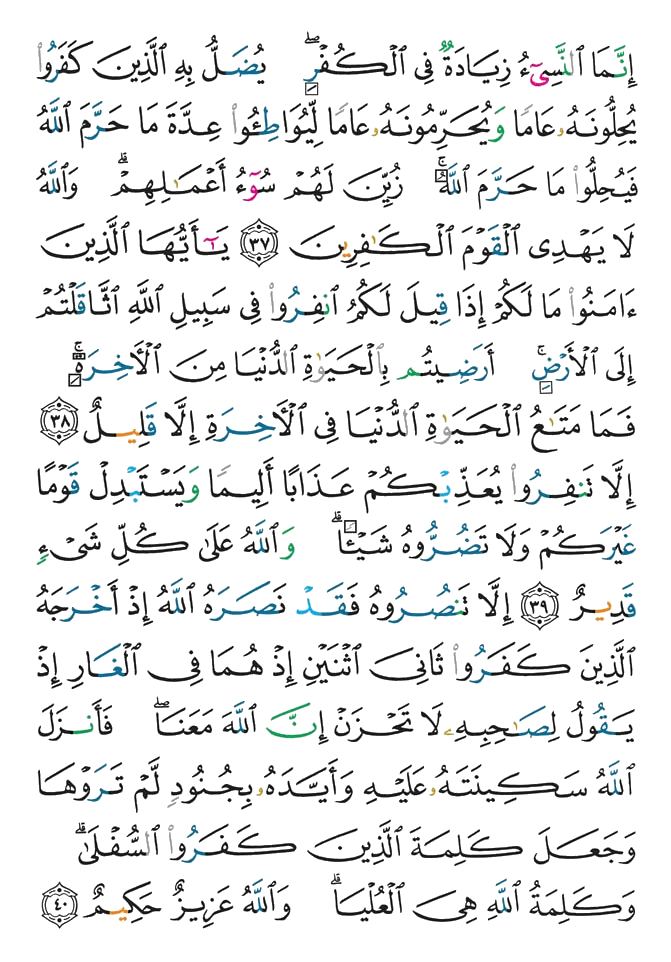 إِنَّمَا ٱلنَّسِيٓءُ زِيَادَةٌ فِي ٱلْكُفْرِ ۖ يُضَلُّ بِهِ ٱلَّذِينَ كَفَرُوا۟
يُحِلُّونَهُۥ عَامًا وَيُحَرِّمُونَهُۥ عَامًا لِّيُوَاطِـُٔوا۟ عِدَّةَ مَا حَرَّمَ ٱللَّهُ
فَيُحِلُّوا۟ مَا حَرَّمَ ٱللَّهُ ۚ زُيِّنَ لَهُمْ سُوٓءُ أَعْمَـٰلِهِمْ ۗ وَٱللَّهُ
لَا يَهْدِى ٱلْقَوْمَ ٱلْكَـٰفِرِينَ ٣٧ يَـٰٓأَيُّهَا ٱلَّذِينَ
ءَامَنُوا۟ مَا لَكُمْ إِذَا قِيلَ لَكُمُ ٱنفِرُوا۟ فِى سَبِيلِ ٱللَّهِ ٱثَّاقَلْتُمْ
إِلَى ٱلْأَرْضِ ۚ أَرَضِيتُم بِٱلْحَيَوٰةِ ٱلدُّنْيَا مِنَ ٱلْـَٔاخِرَةِ ۚ
فَمَا مَتَـٰعُ ٱلْحَيَوٰةِ ٱلدُّنْيَا فِى ٱلْـَٔاخِرَةِ إِلَّا قَلِيلٌ ٣٨
إِلَّا تَنفِرُوا۟ يُعَذِّبْكُمْ عَذَابًا أَلِيمًا وَيَسْتَبْدِلْ قَوْمًا
غَيْرَكُمْ وَلَا تَضُرُّوهُ شَيْـًٔا ۗ وَٱللَّهُ عَلَىٰ كُلِّ شَىْءٍ
قَدِيرٌ ٣٩ إِلَّا تَنصُرُوهُ فَقَدْ نَصَرَهُ ٱللَّهُ إِذْ أَخْرَجَهُ
ٱلَّذِينَ كَفَرُوا۟ ثَانِىَ ٱثْنَيْنِ إِذْ هُمَا فِى ٱلْغَارِ إِذْ
يَقُولُ لِصَـٰحِبِهِۦ لَا تَحْزَنْ إِنَّ ٱللَّهَ مَعَنَا ۖ فَأَنزَلَ
ٱللَّهُ سَكِينَتَهُۥ عَلَيْهِ وَأَيَّدَهُۥ بِجُنُودٍ لَّمْ تَرَوْهَا
وَجَعَلَ كَلِمَةَ ٱلَّذِينَ كَفَرُوا۟ ٱلسُّفْلَىٰ ۗ
وَكَلِمَةُ ٱللَّهِ هِىَ ٱلْعُلْيَا ۗ وَٱللَّهُ عَزِيزٌ حَكِيمٌ ٤٠